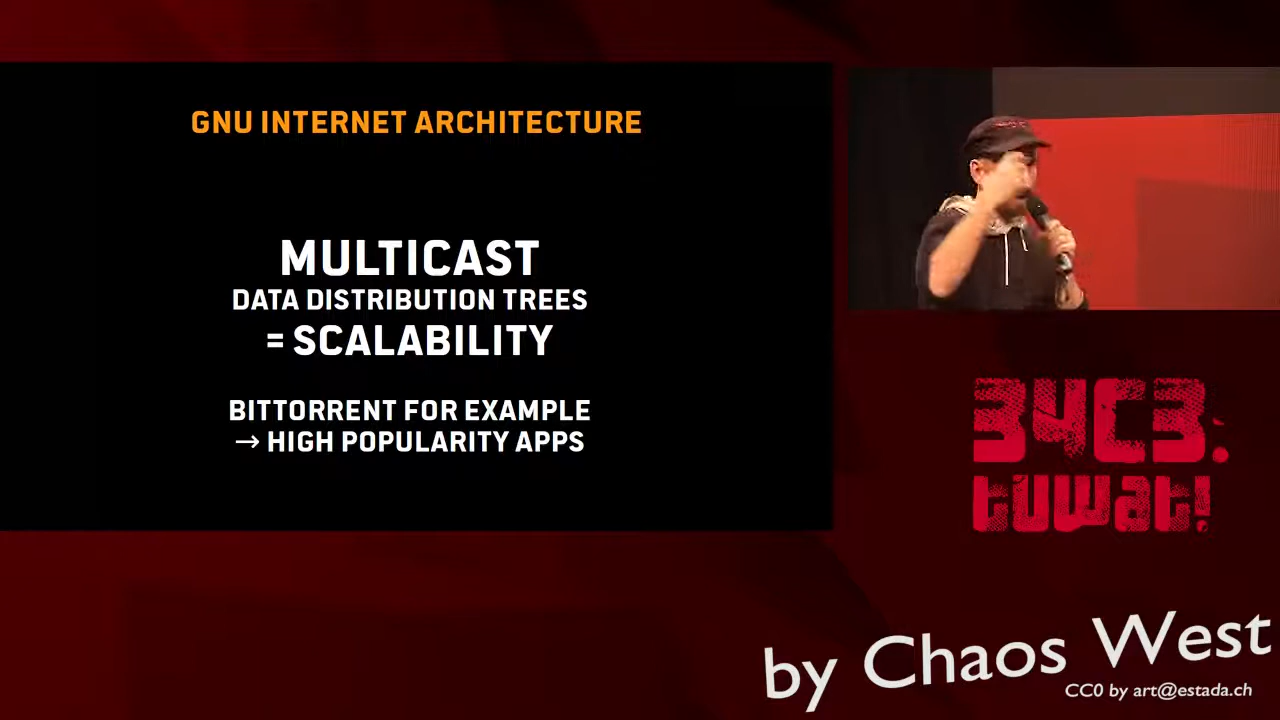 GNU INTERNET ARCHITECTURE
MULTICAST
DATA DISTRIBUTION TREES
= SCALABILITY
BITTORRENT FOR EXAMPLE
→ HIGH POPULARITY APPS
34C3:
tuwat!
by Chaos West
CC0 by art@estada.ch